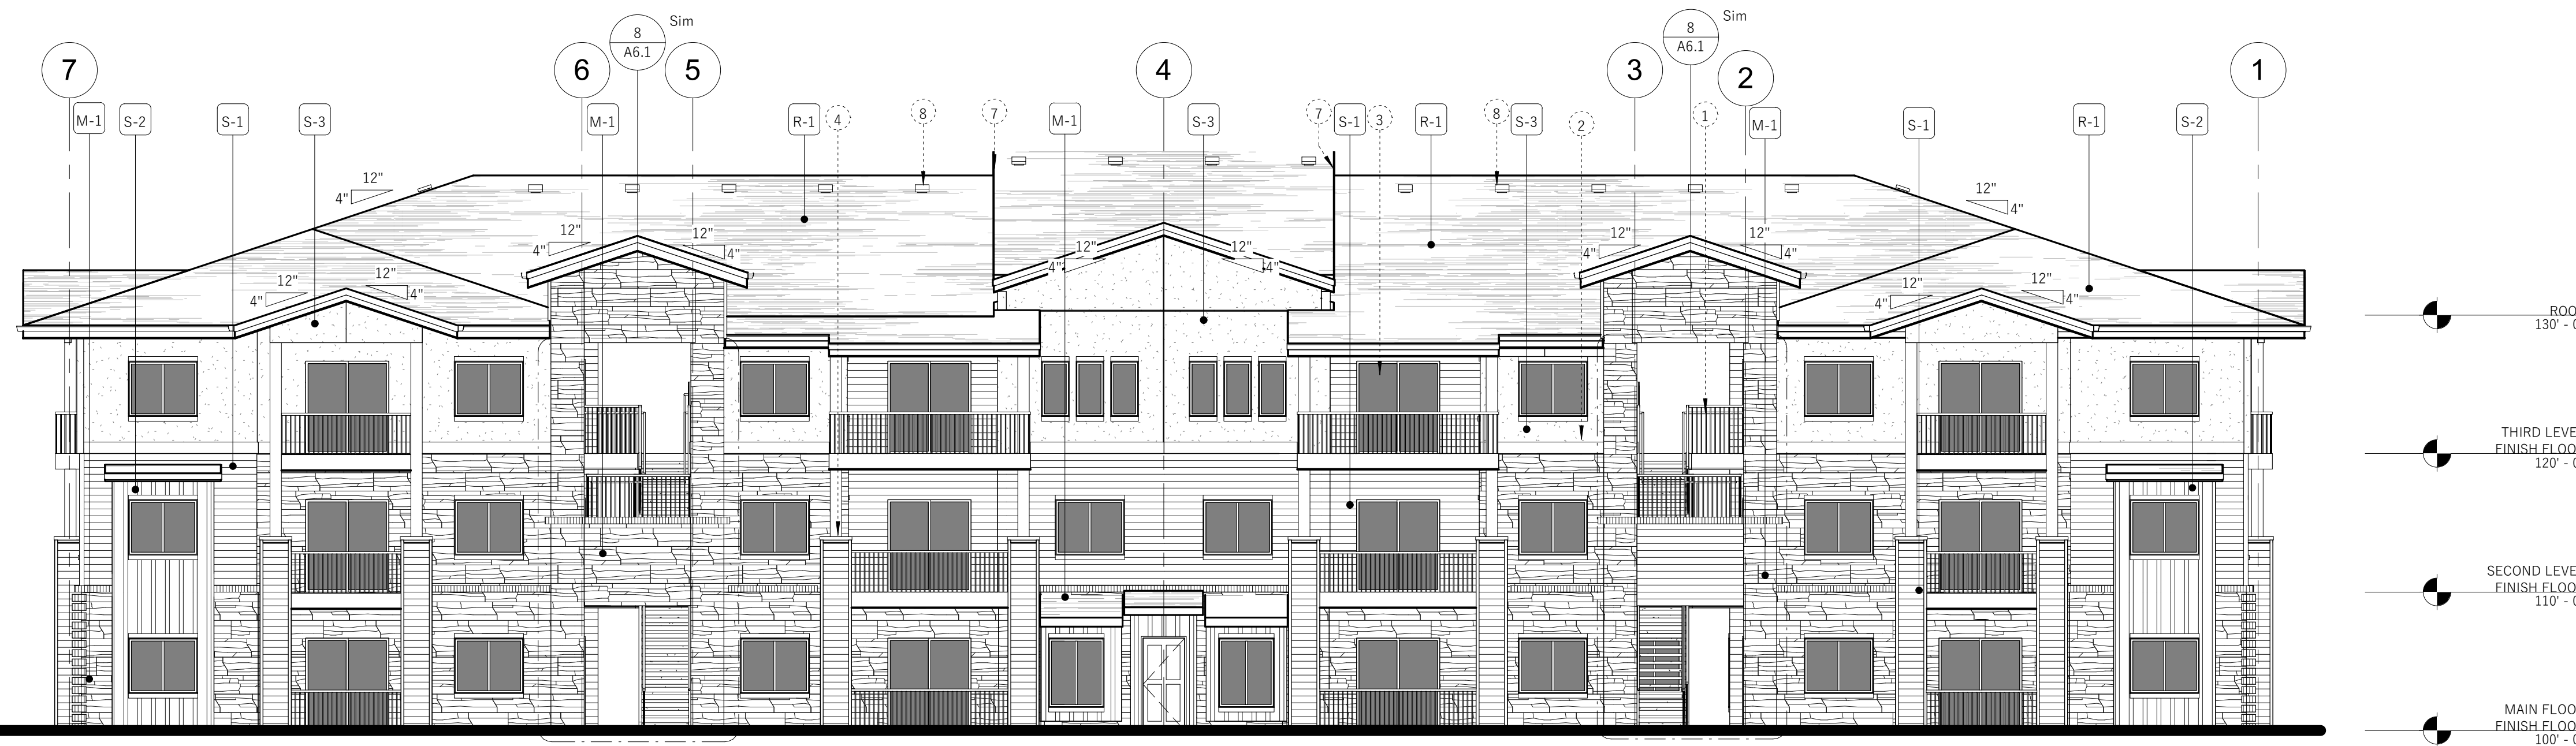 Sim
Sim
8
A6.1
8
A6.1
7
6
5
4
3
2
1
M-1
S-2
S-1
S-3
M-1
R-1
4
8
7
M-1
S-3
7
S-1
3
R-1
8
S-3
2
1
M-1
S-1
R-1
S-2
12"
4"
12"
4"
12"
4"
12"
4"
12"
4"
12"
4"
12"
4"
12"
4"
12"
4"
12"
4"
12"
4"
12"
4"
ROO
130' - 0
THIRD LEVE
FINISH FLOO
120' - 0
SECOND LEVE
FINISH FLOO
110' - 0
MAIN FLOO
FINISH FLOO
100' - 0